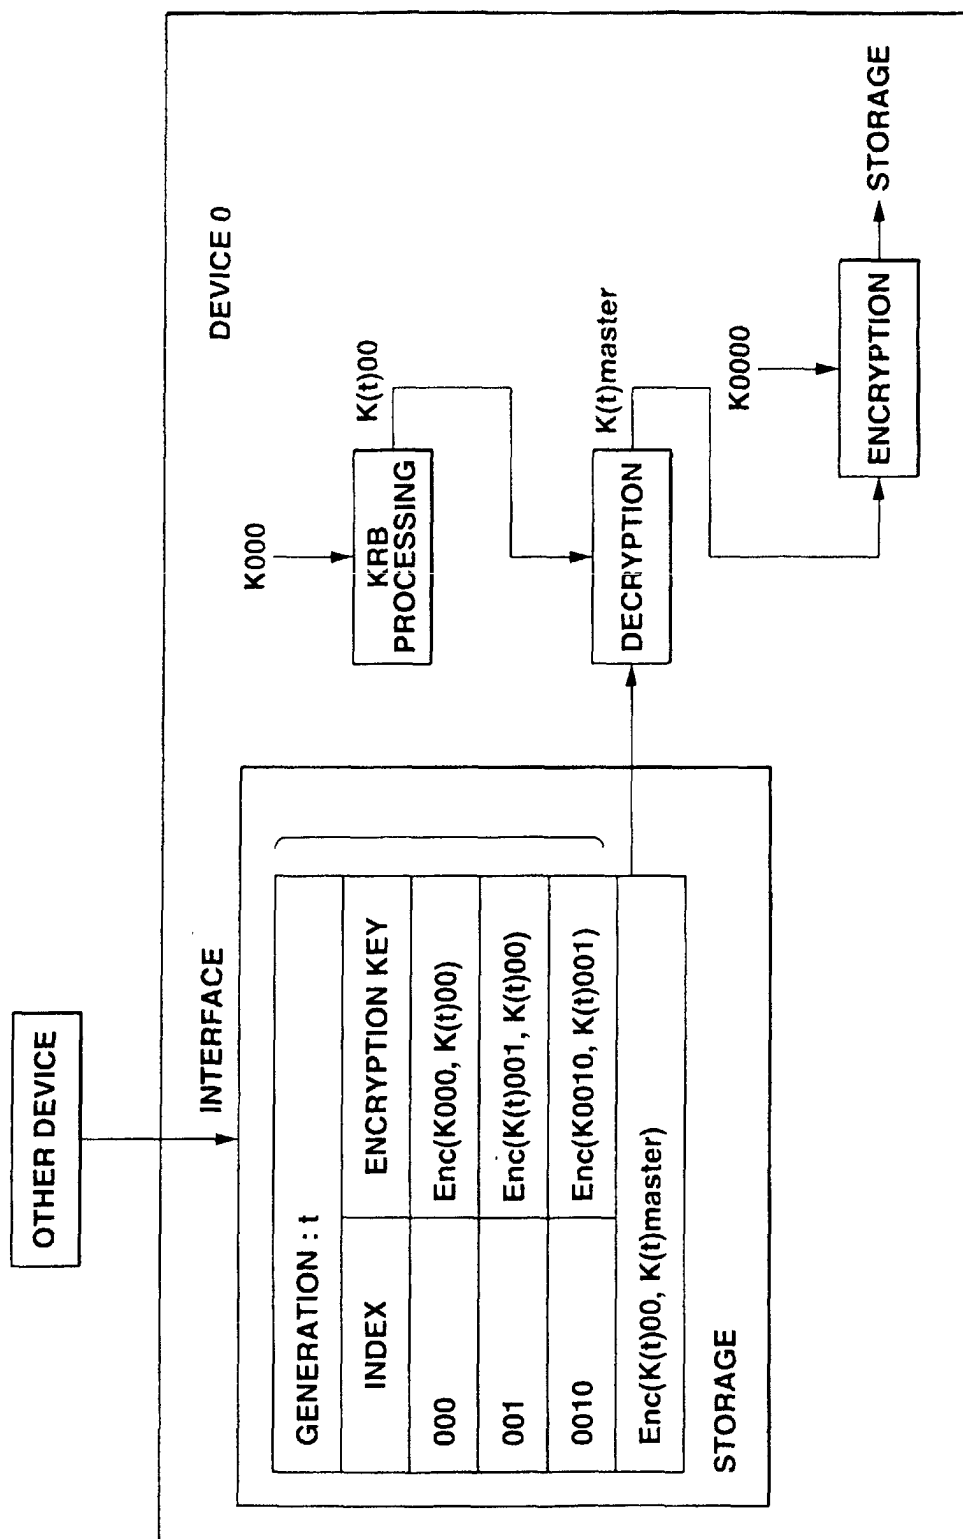 OTHER DEVICE
INTERFACE
DEVICE 0
GENERATION : t
INDEX ENCRYPTION KEY
000 Enc(K000, K(t)00)
001 Enc(K(t)001, K(t)00)
0010 Enc(K0010, K(t)001)
Enc(K(t)00, K(t)master)
STORAGE
K000
KRB
PROCESSING
K(t)00
DECRYPTION
K(t)master
K0000
ENCRYPTION
STORAGE